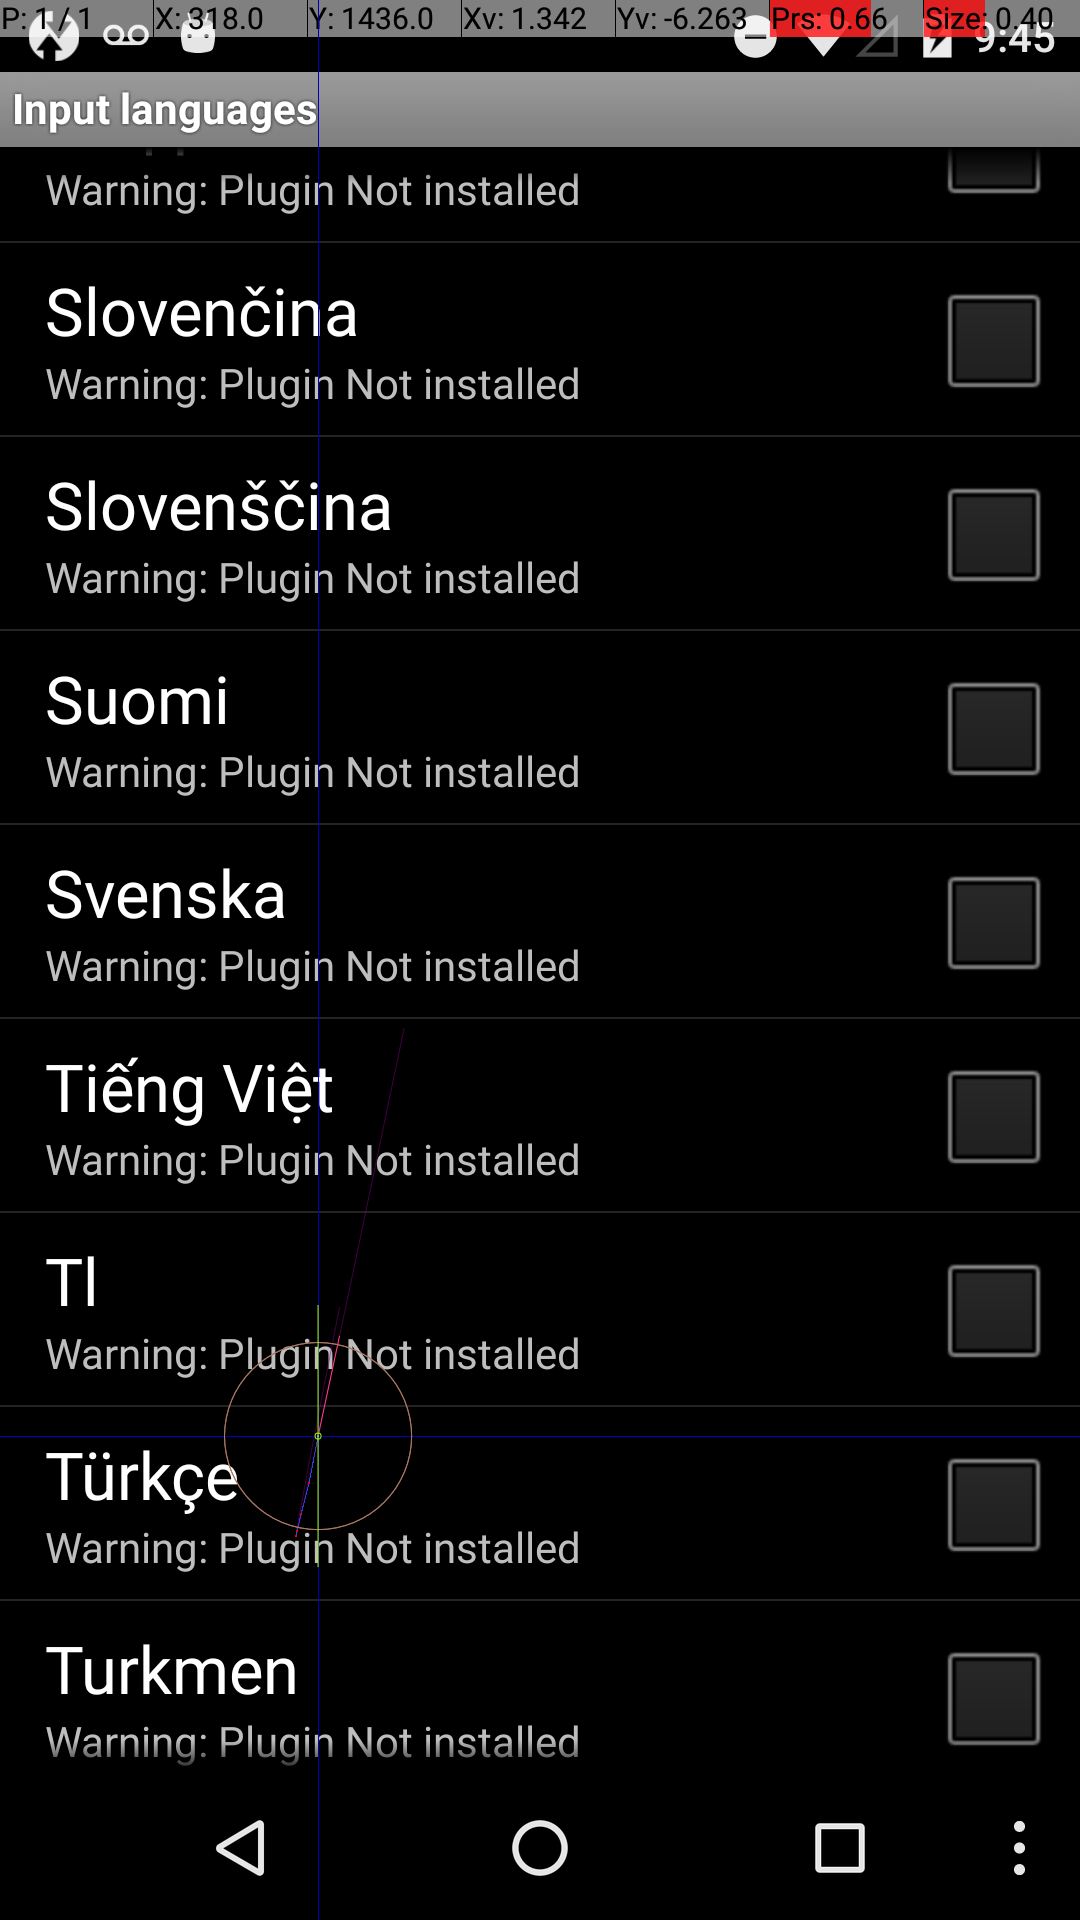 P: 1 / 1 X: 318.0 Y: 1436.0 Xv: 1.342 Yv: -6.263 Prs: 0.66 Size: 0.40
9:45
Input languages
Warning: Plugin Not installed
Slovenčina
Warning: Plugin Not installed
Slovenščina
Warning: Plugin Not installed
Suomi
Warning: Plugin Not installed
Svenska
Warning: Plugin Not installed
Tiếng Việt
Warning: Plugin Not installed
Tl
Warning: Plugin Not installed
Türkçe
Warning: Plugin Not installed
Turkmen
Warning: Plugin Not installed